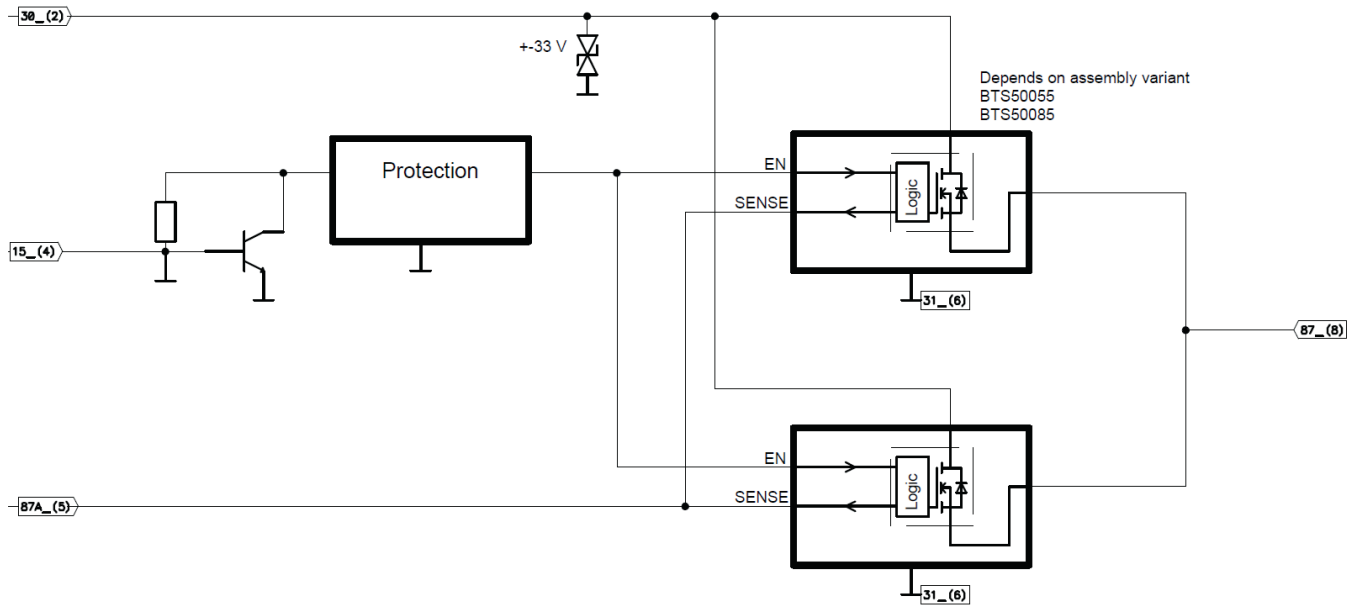 30_(2)
+-33 V
Depends on assembly variant
BTS50055
BTS50085
Protection
EN
SENSE
Logic
15_(4)
31_(6)
87_(8)
EN
SENSE
Logic
87A_(5)
31_(6)